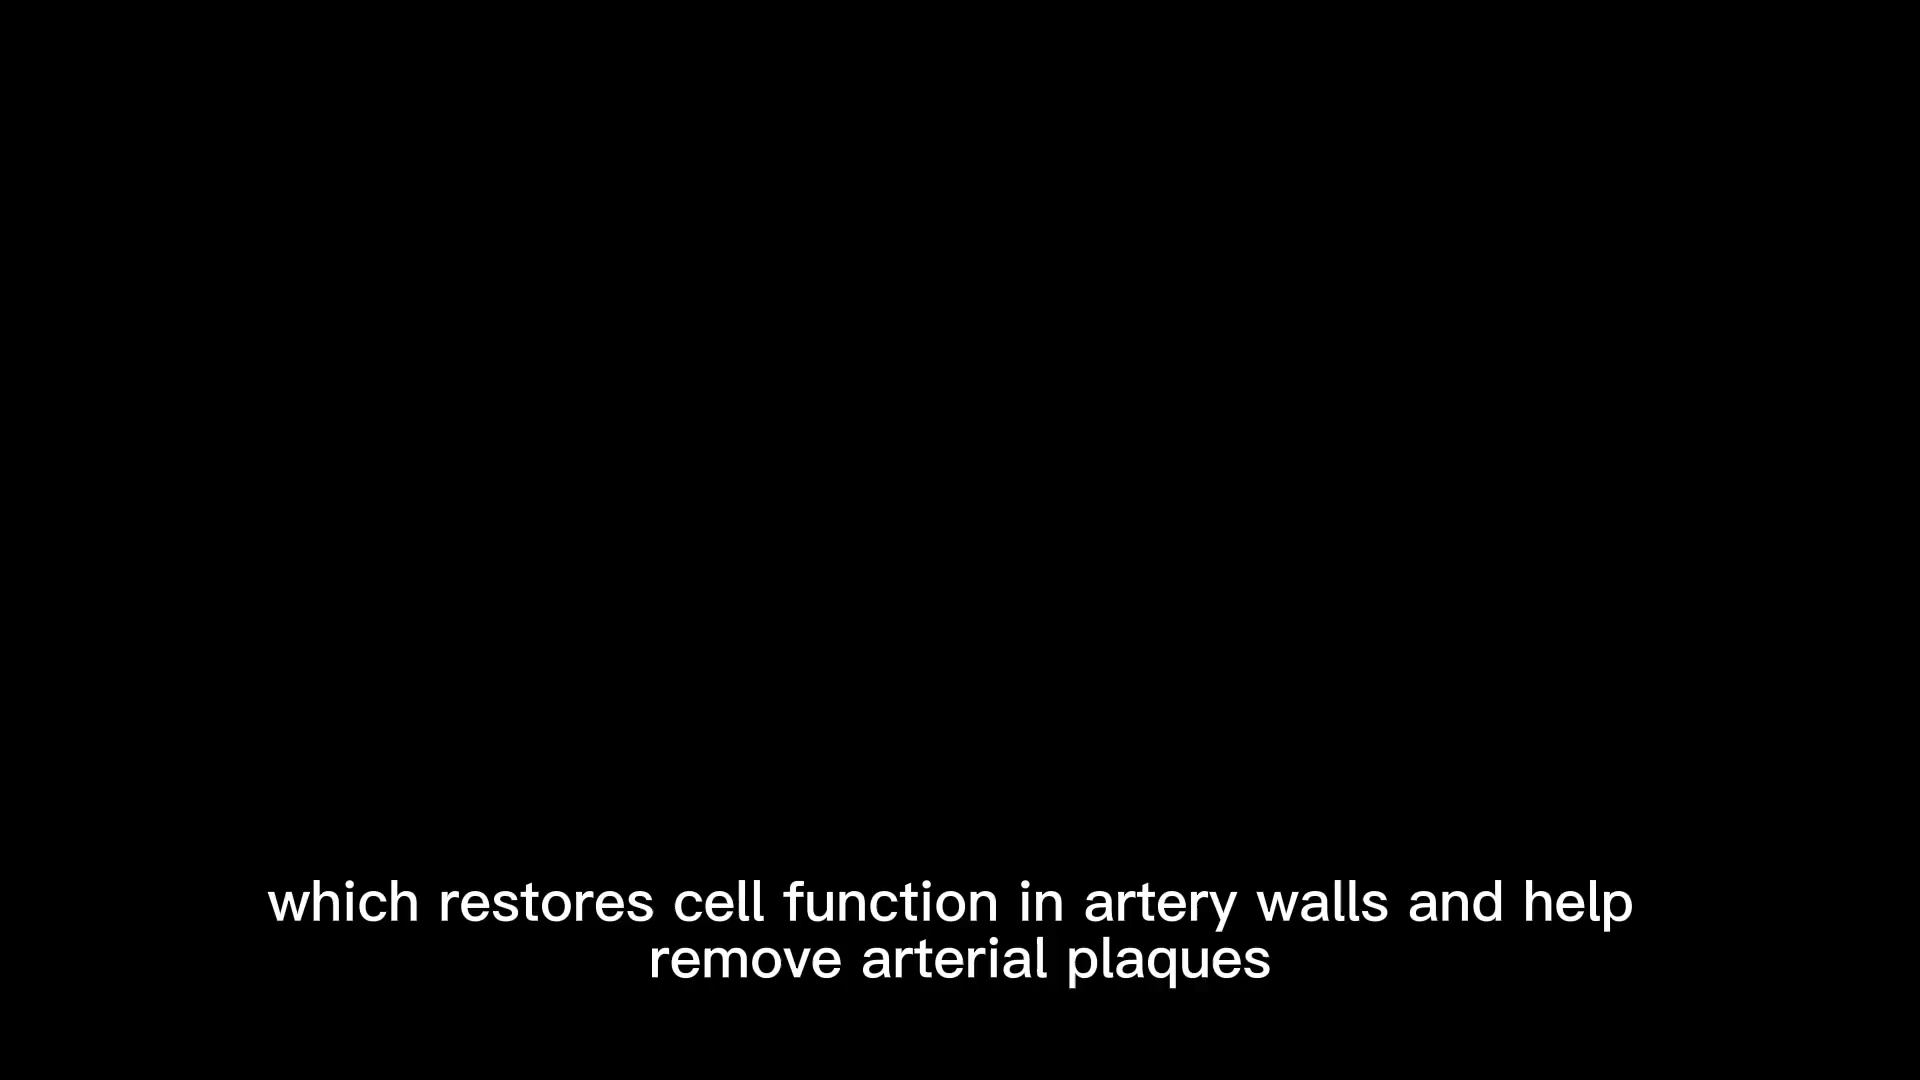 which restores cell function in artery walls and help
remove arterial plaques